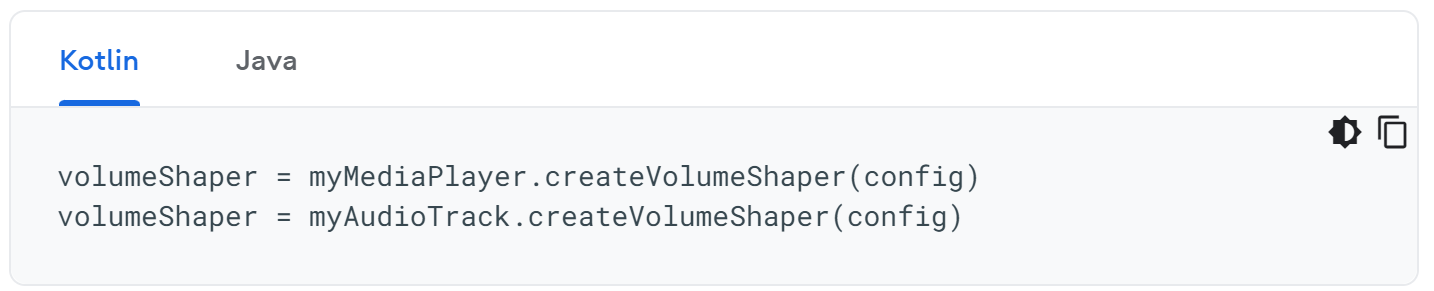 Kotlin Java
volumeShaper = myMediaPlayer.createVolumeShaper(config)
volumeShaper = myAudioTrack.createVolumeShaper(config)